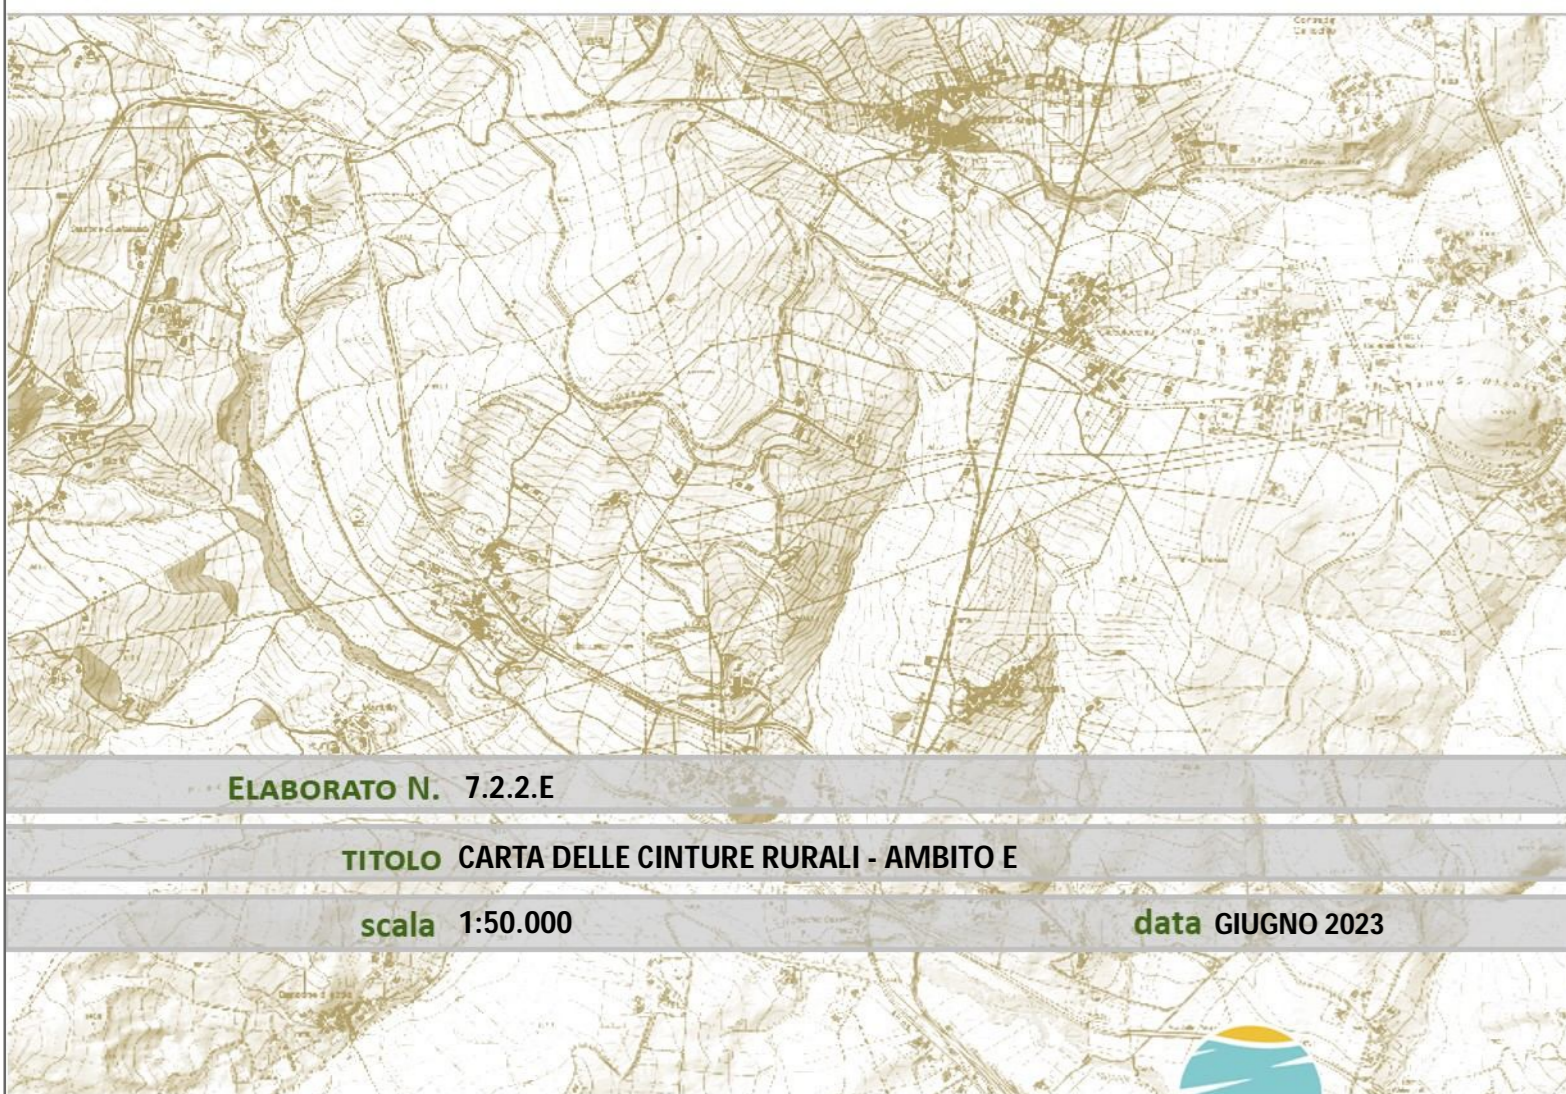 ELABORATO N. 7.2.2.E
TITOLO CARTA DELLE CINTURE RURALI - AMBITO E
scala 1:50.000 data GIUGNO 2023